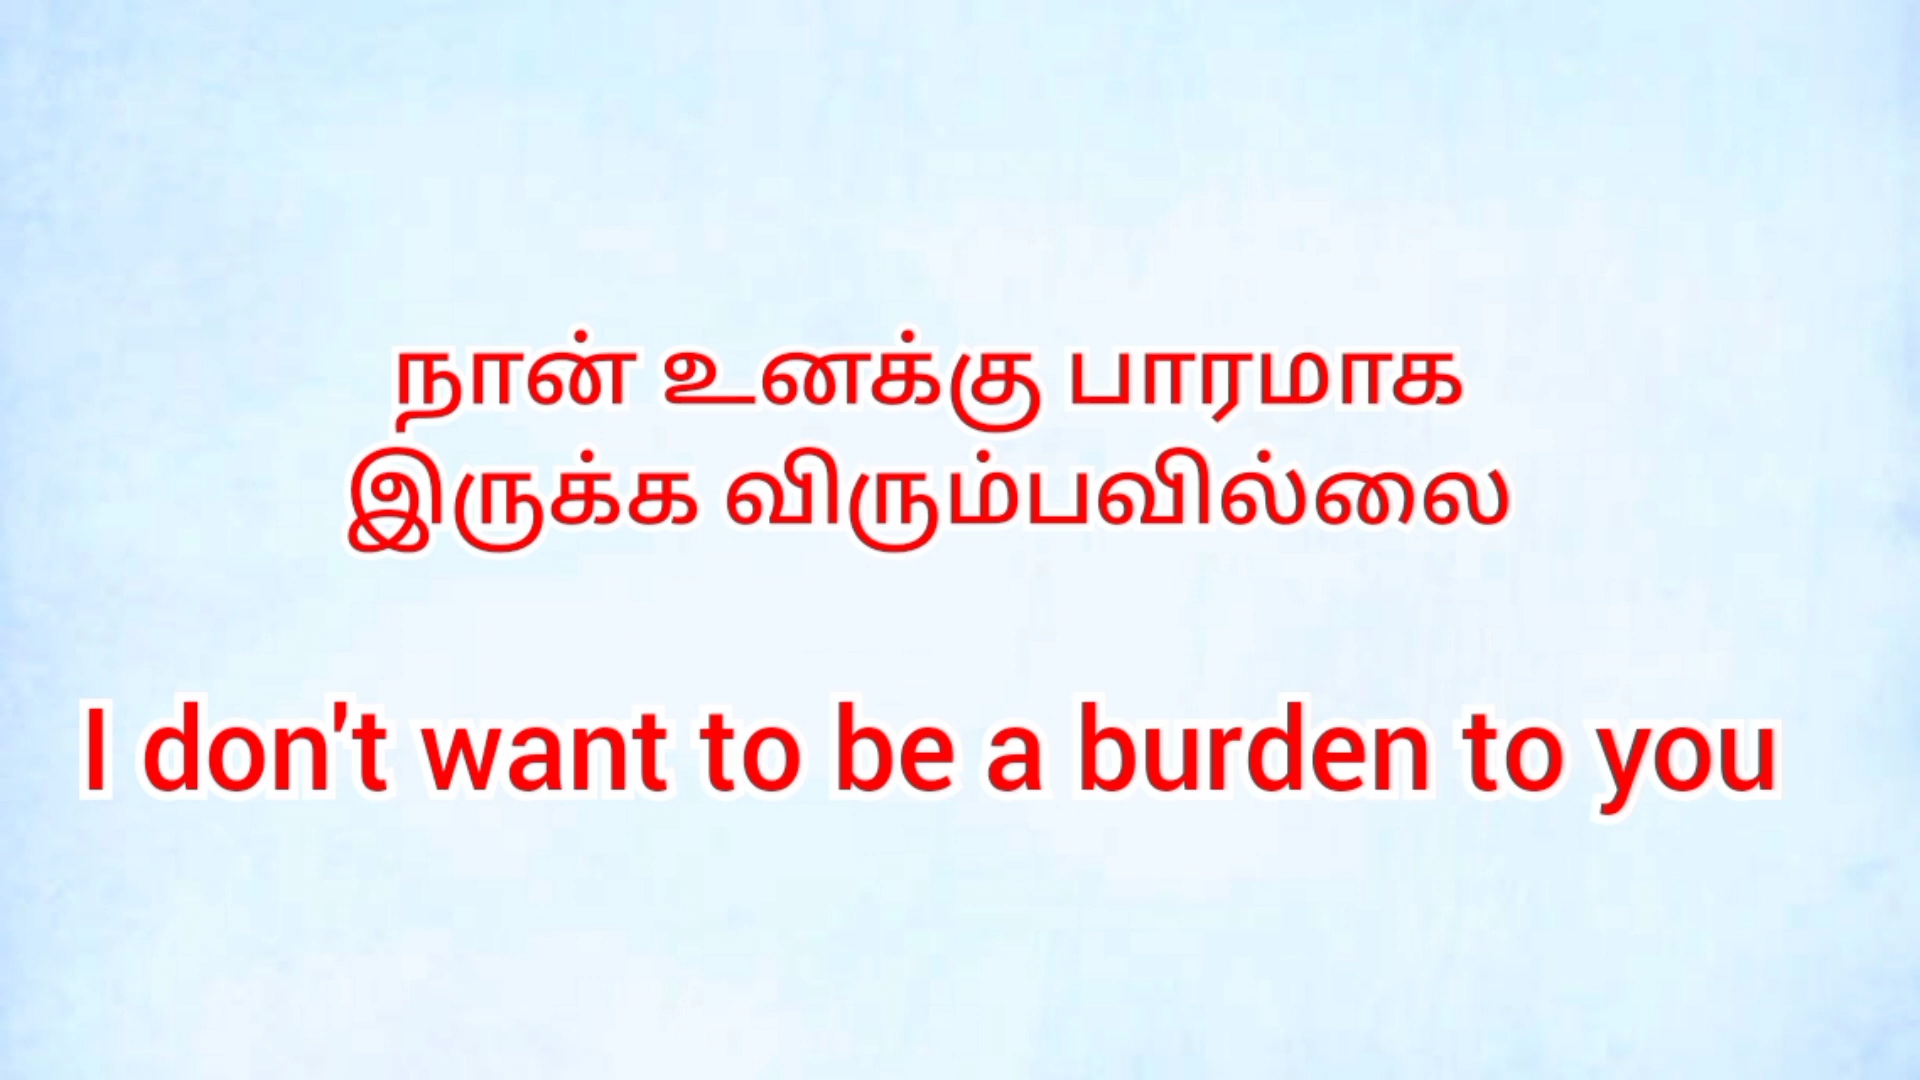 நான் உனக்கு பாரமாக
இருக்க விரும்பவில்லை
I don't want to be a burden to you